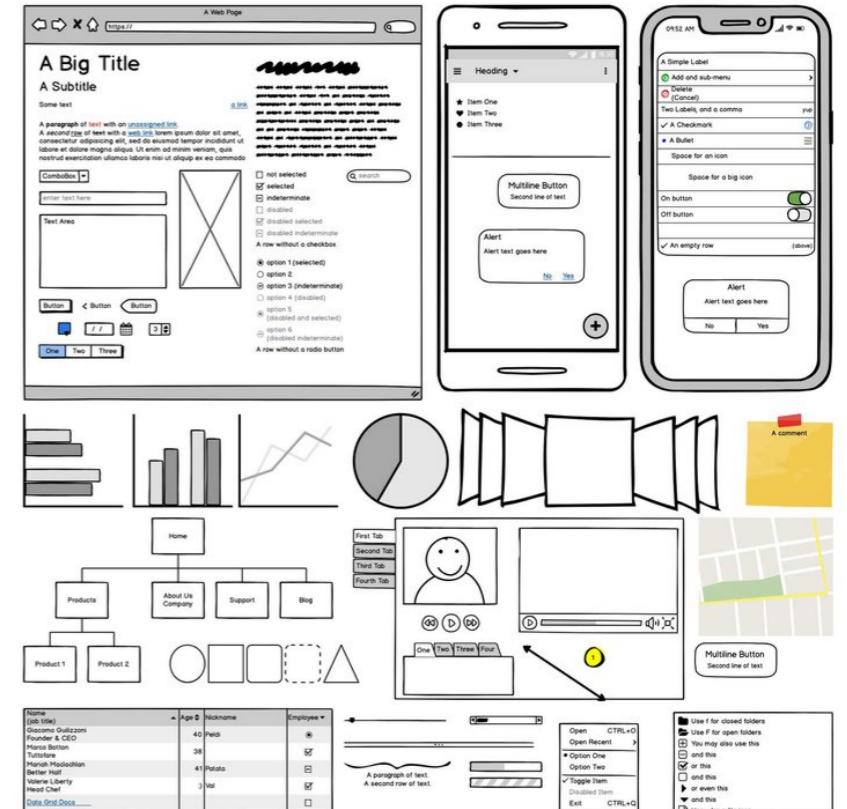 A Web Page
https://
A Big Title
A Subtitle
Some text
a link
A paragraph of text with an unassigned link.
A second row of text with a web link lorem ipsum dolor sit amet,
consectetur adipisicing elit, sed do eiusmod tempor incididunt ut
labore et dolore magna aliqua. Ut enim ad minim veniam, quis
nostrud exercitation ullamco laboris nisi ut aliquip ex ea commodo
ComboBox
enter text here
Text Area
Button
< Button
Button
/ /
3
One
Two
Three
not selected
selected
indeterminate
disabled
disabled selected
disabled indeterminate
A row without a checkbox
search
option 1 (selected)
option 2
option 3 (indeterminate)
option 4 (disabled)
option 5
(disabled and selected)
option 6
(disabled indeterminate)
A row without a radio button
Heading
Item One
Item Two
Item Three
Multiline Button
Second line of text
Alert
Alert text goes here
No
Yes
09:52 AM
A Simple Label
Add and sub-menu
Delete
(Cancel)
Two Labels, and a comma
yup
A Checkmark
A Bullet
Space for an icon
Space for a big icon
On button
Off button
An empty row
(above)
Alert
Alert text goes here
No
Yes
A comment
Home
Products
About Us
Company
Support
Blog
Product 1
Product 2
First Tab
Second Tab
Third Tab
Fourth Tab
One
Two
Three
Four
1
Multiline Button
Second line of text
Name
(job title)
Age
Nickname
Employee
Giacomo Guilizzoni
Founder & CEO
40
Peldi
Marco Botton
Tuttofare
38
Mariah Maclachlan
Better Half
41
Patata
Valerie Liberty
Head Chef
:)
Val
Data Grid Docs
A paragraph of text.
A second row of text.
Open CTRL+O
Open Recent
Option One
Option Two
Toggle Item
Disabled Item
Exit CTRL+Q
Use f for closed folders
Use F for open folders
You may also use this
and this
or this
and this
or even this
and this